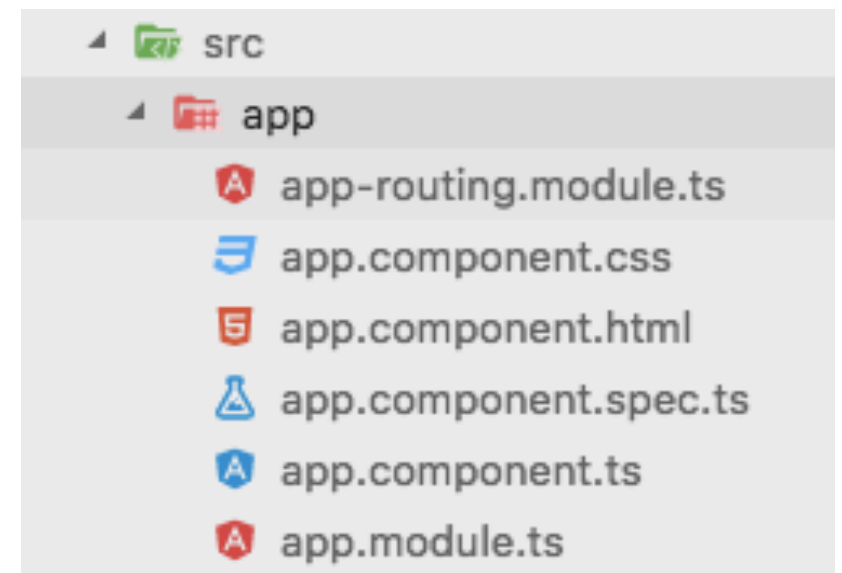 src
app
app-routing.module.ts
app.component.css
app.component.html
app.component.spec.ts
app.component.ts
app.module.ts